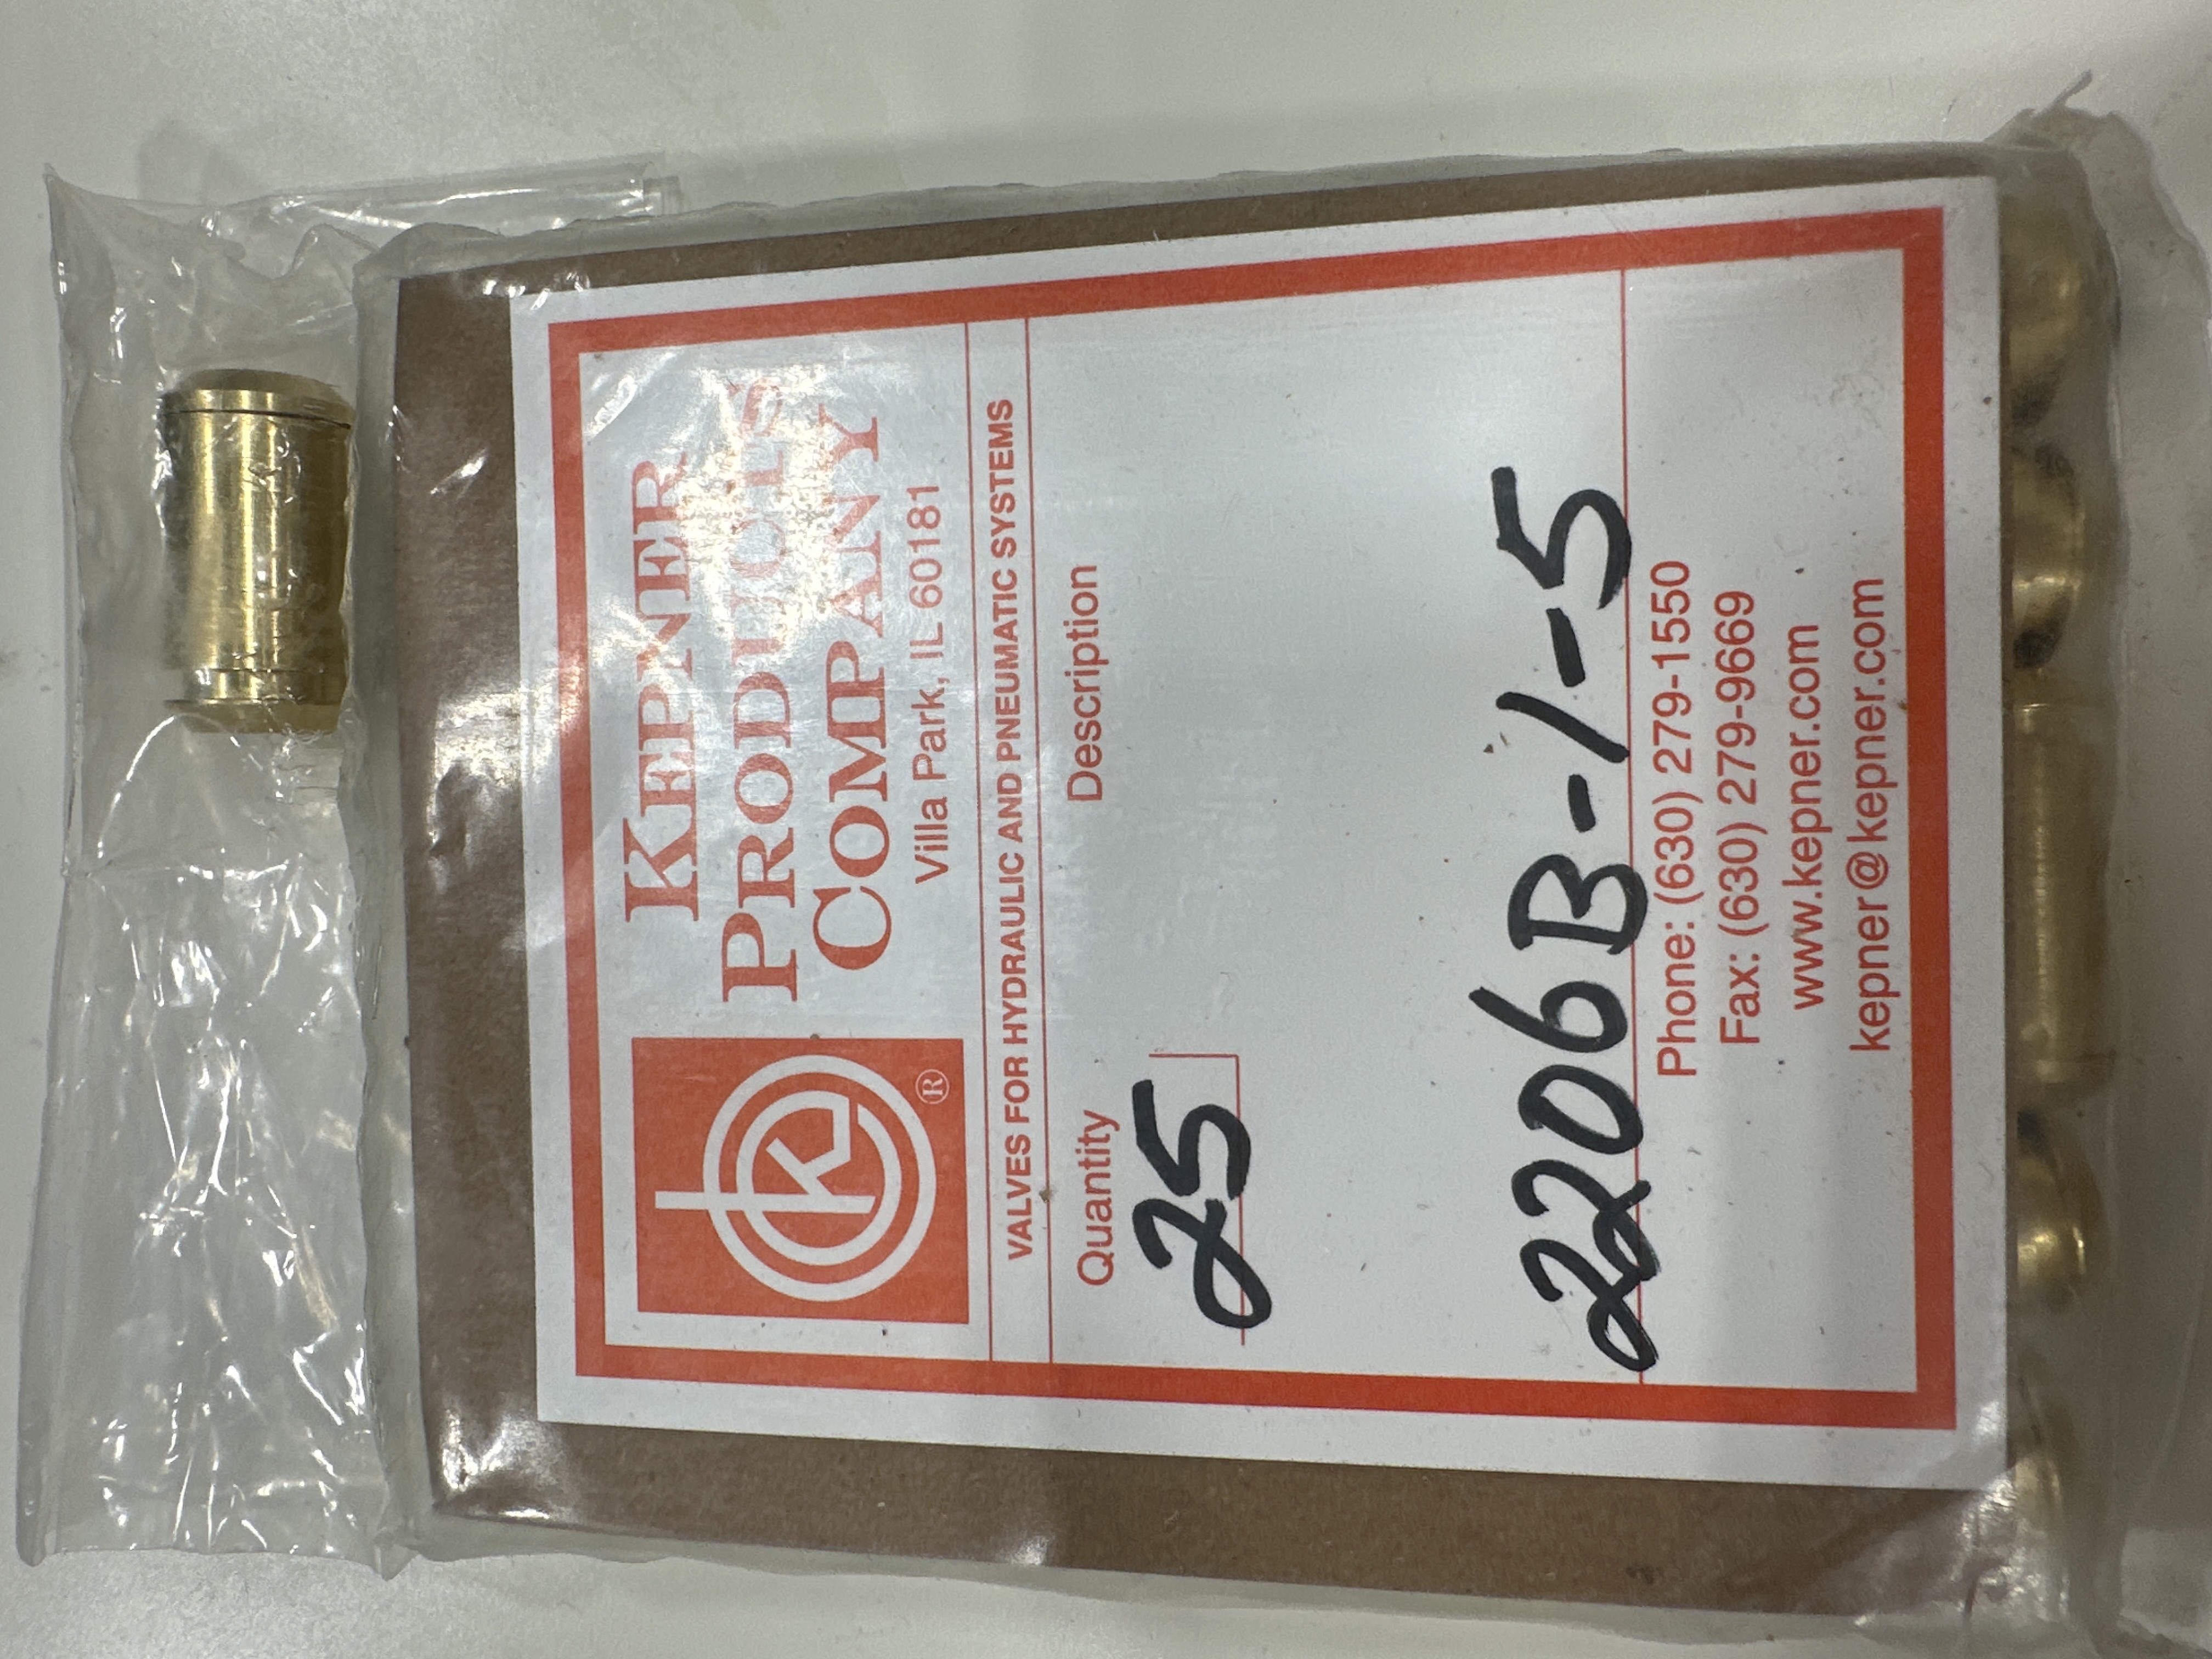 KEPNER
PRODUCTS
COMPANY
Villa Park, IL 60181
k®
VALVES FOR HYDRAULIC AND PNEUMATIC SYSTEMS
Quantity Description
25
2206B-1-5
Phone: (630) 279-1550
Fax: (630) 279-9669
www.kepner.com
kepner@kepner.com